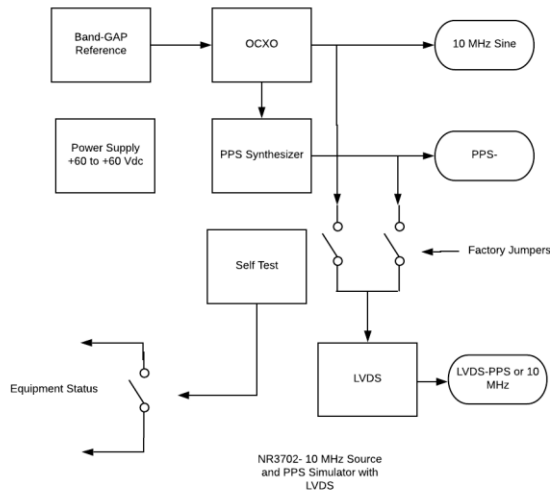 Band-GAP
Reference
OCXO
10 MHz Sine
Power Supply
+60 to +60 Vdc
PPS Synthesizer
PPS-
Self Test
Factory Jumpers
Equipment Status
LVDS
LVDS-PPS or 10
MHz
NR3702- 10 MHz Source
and PPS Simulator with
LVDS